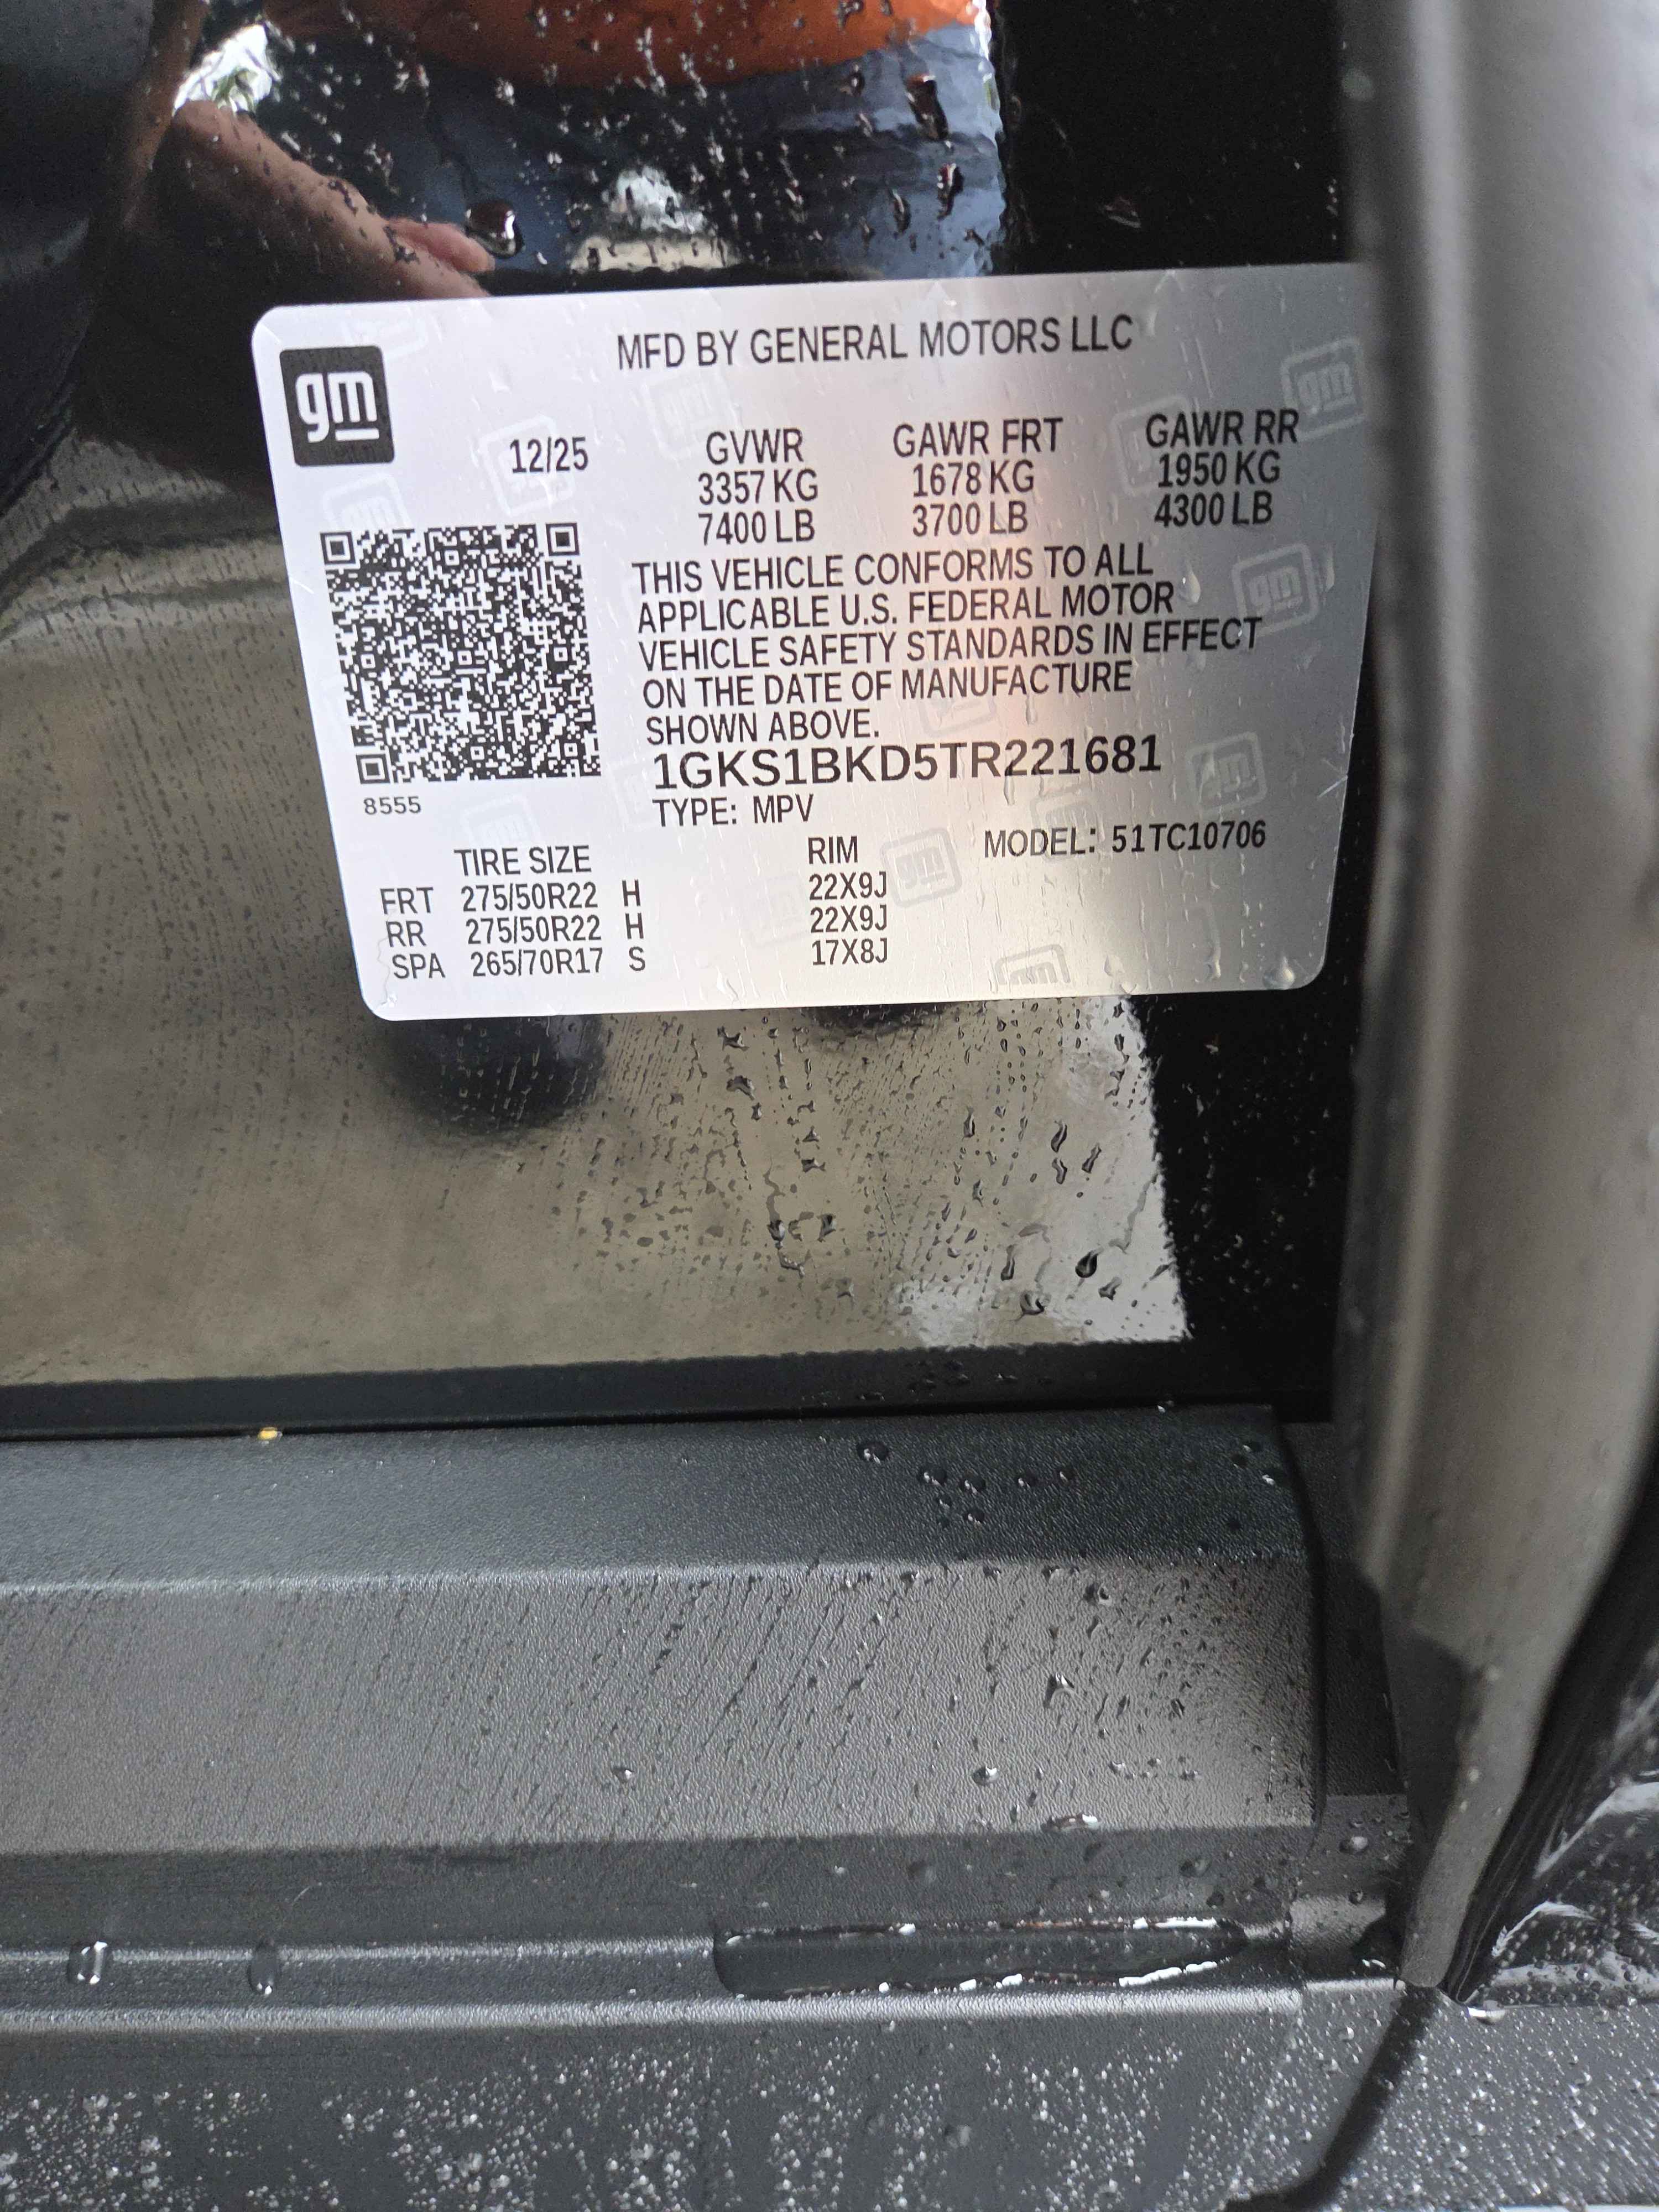 MFD BY GENERAL MOTORS LLC
gm
12/25
GVWR GAWR FRT GAWR RR
3357 KG 1678 KG 1950 KG
7400 LB 3700 LB 4300 LB
THIS VEHICLE CONFORMS TO ALL
APPLICABLE U.S. FEDERAL MOTOR
VEHICLE SAFETY STANDARDS IN EFFECT
ON THE DATE OF MANUFACTURE
SHOWN ABOVE.
1GKS1BKD5TR221681
8555
TYPE: MPV
MODEL: 51TC10706
TIRE SIZE RIM
FRT 275/50R22 H 22X9J
RR 275/50R22 H 22X9J
SPA 265/70R17 S 17X8J